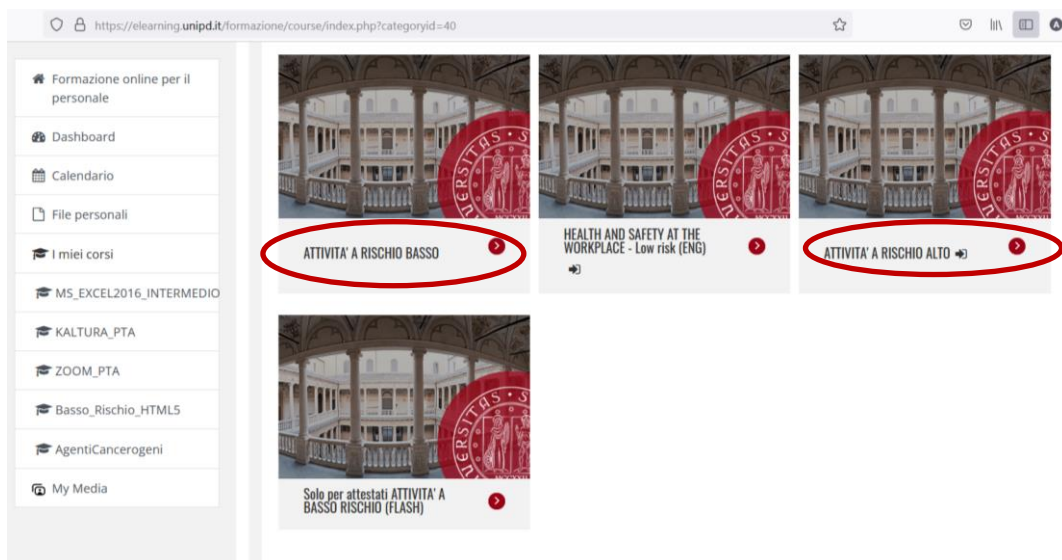 https://elearning.unipd.it/formazione/course/index.php?categoryid=40
Formazione online per il
personale
Dashboard
Calendario
File personali
I miei corsi
MS_EXCEL2016_INTERMEDIO
KALTURA_PTA
ZOOM_PTA
Basso_Rischio_HTML5
AgentiCancerogeni
My Media
ATTIVITA' A RISCHIO BASSO
HEALTH AND SAFETY AT THE
WORKPLACE - Low risk (ENG)
ATTIVITA' A RISCHIO ALTO
Solo per attestati ATTIVITA' A
BASSO RISCHIO (FLASH)